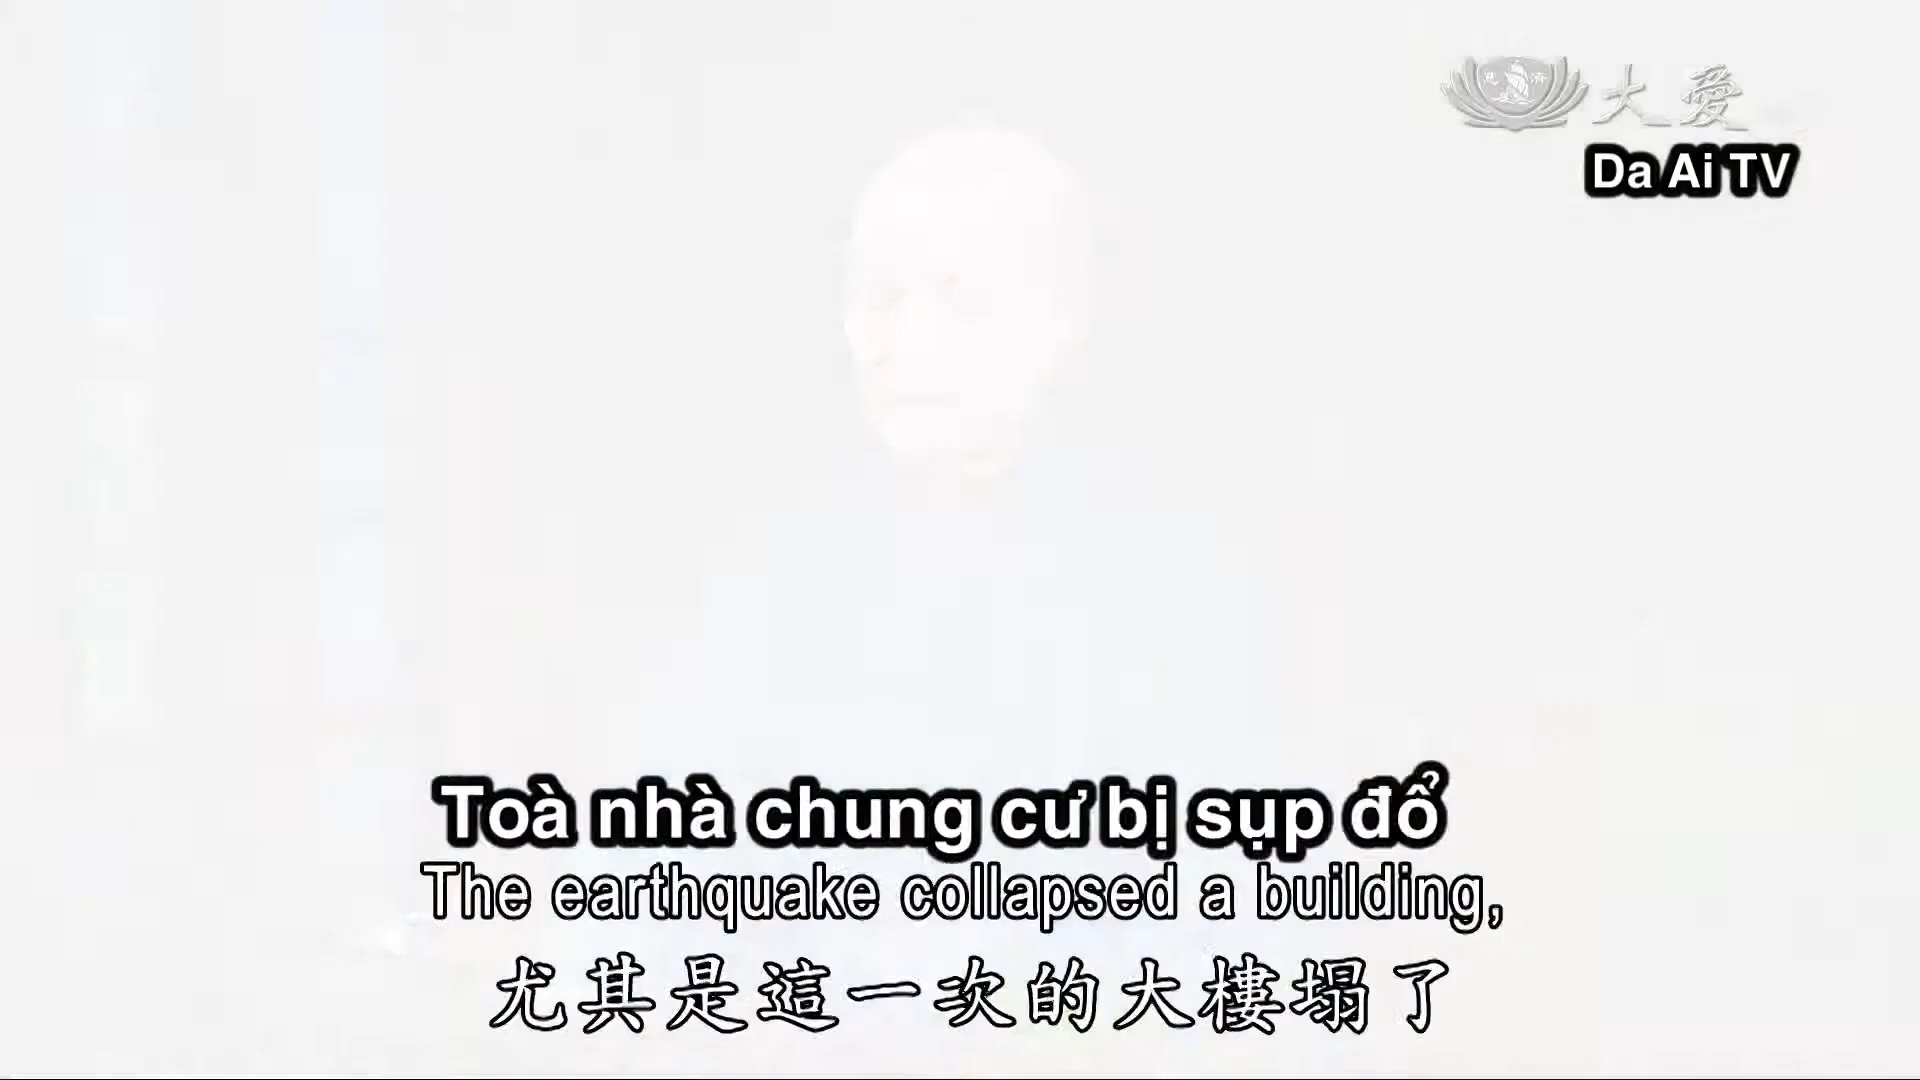 大愛
Da Ai TV
Toà nhà chung cư bị sụp đổ
The earthquake collapsed a building,
尤其是這一次的大樓塌了